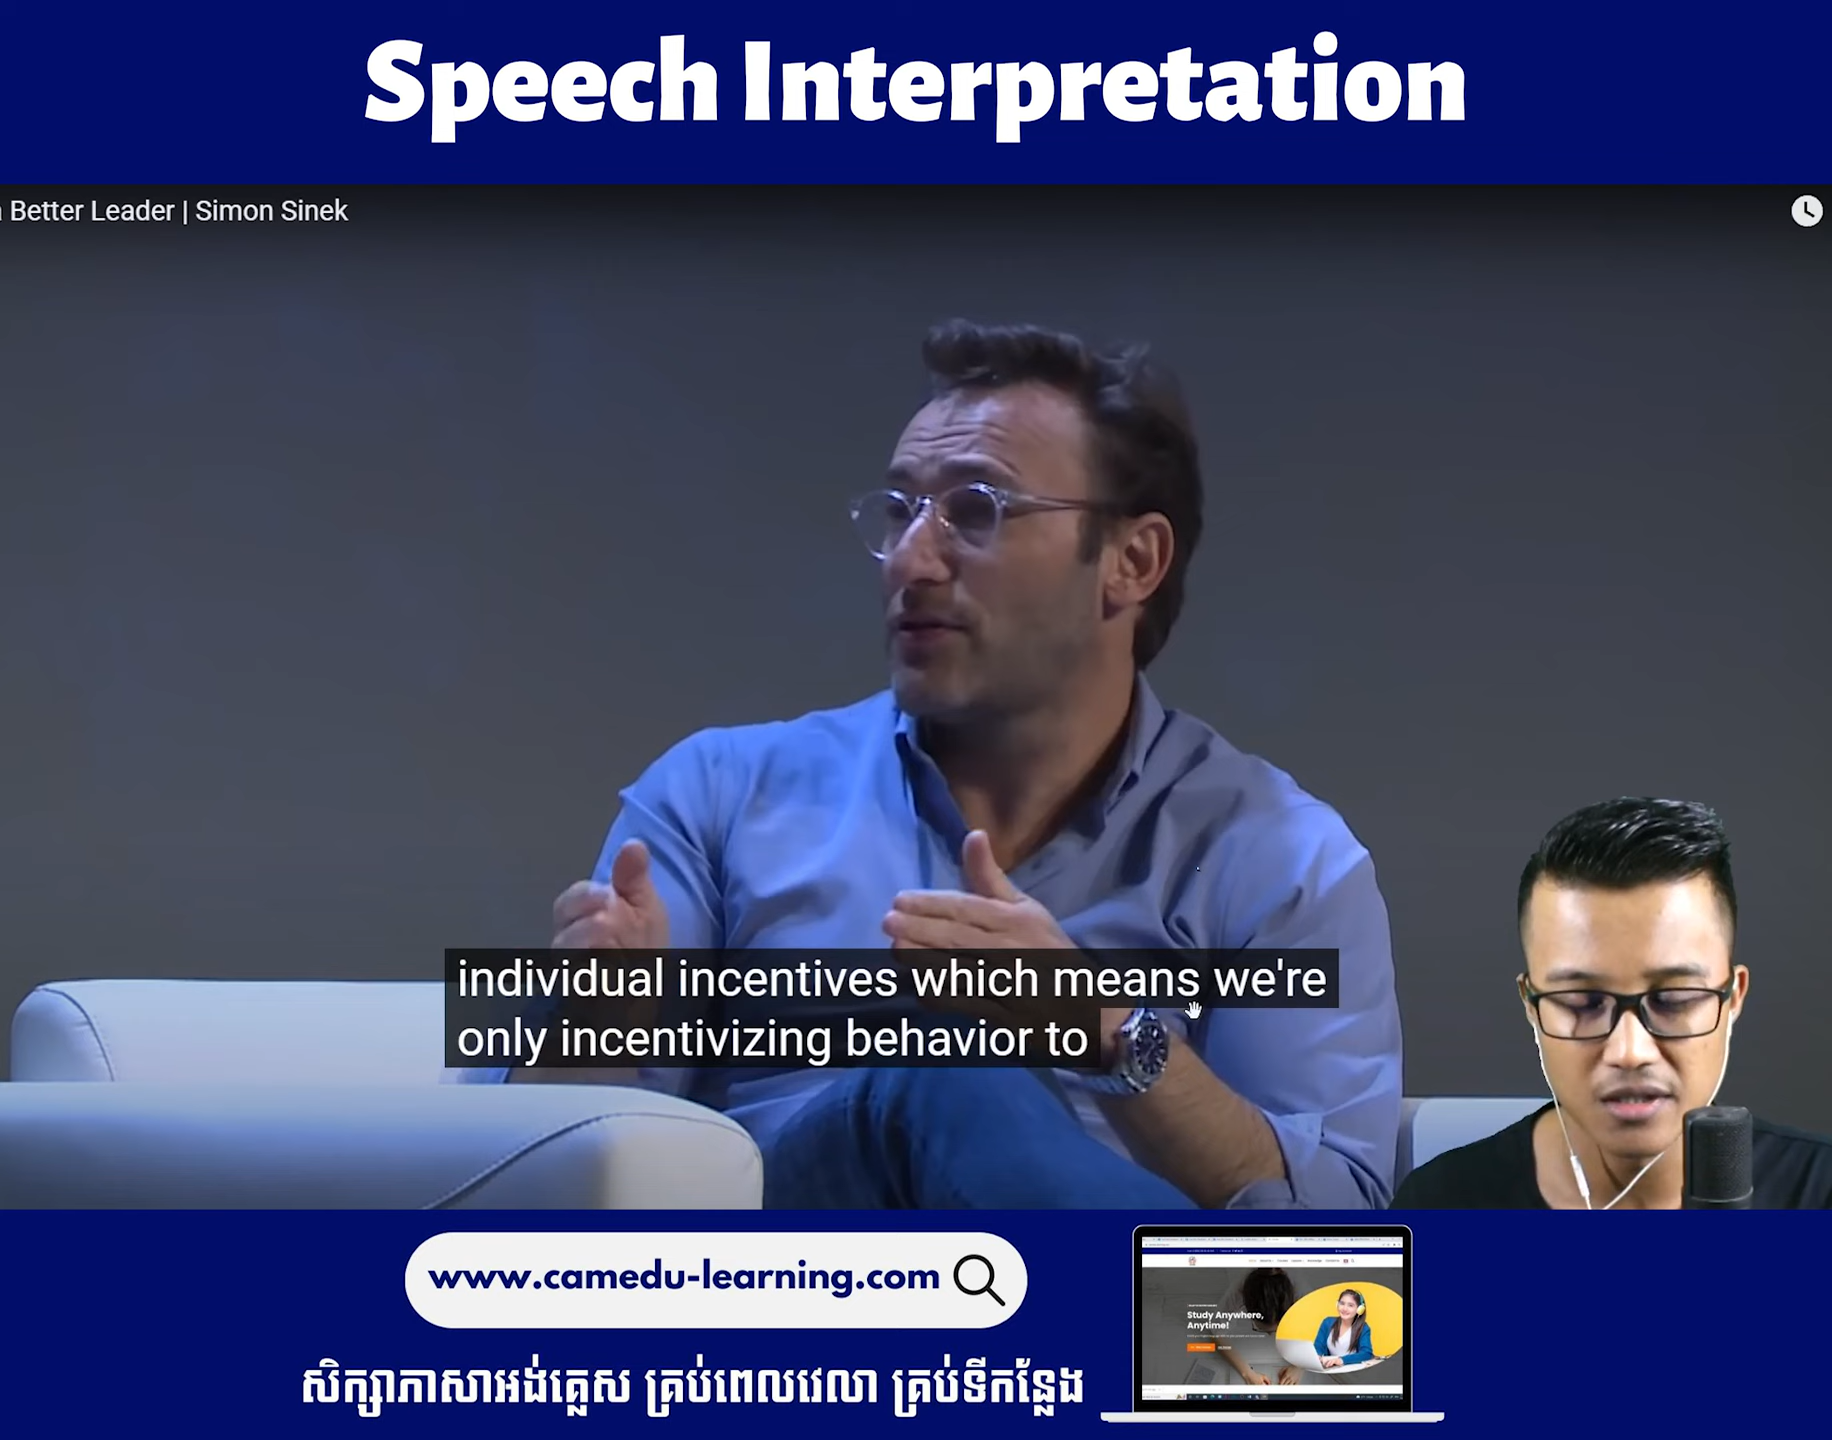 Speech Interpretation
Better Leader | Simon Sinek
individual incentives which means we're
only incentivizing behavior to
www.camedu-learning.com
Study Anywhere,
Anytime!
សិក្សាភាសាអង់គ្លេស គ្រប់ពេលវេលា គ្រប់ទីកន្លែង